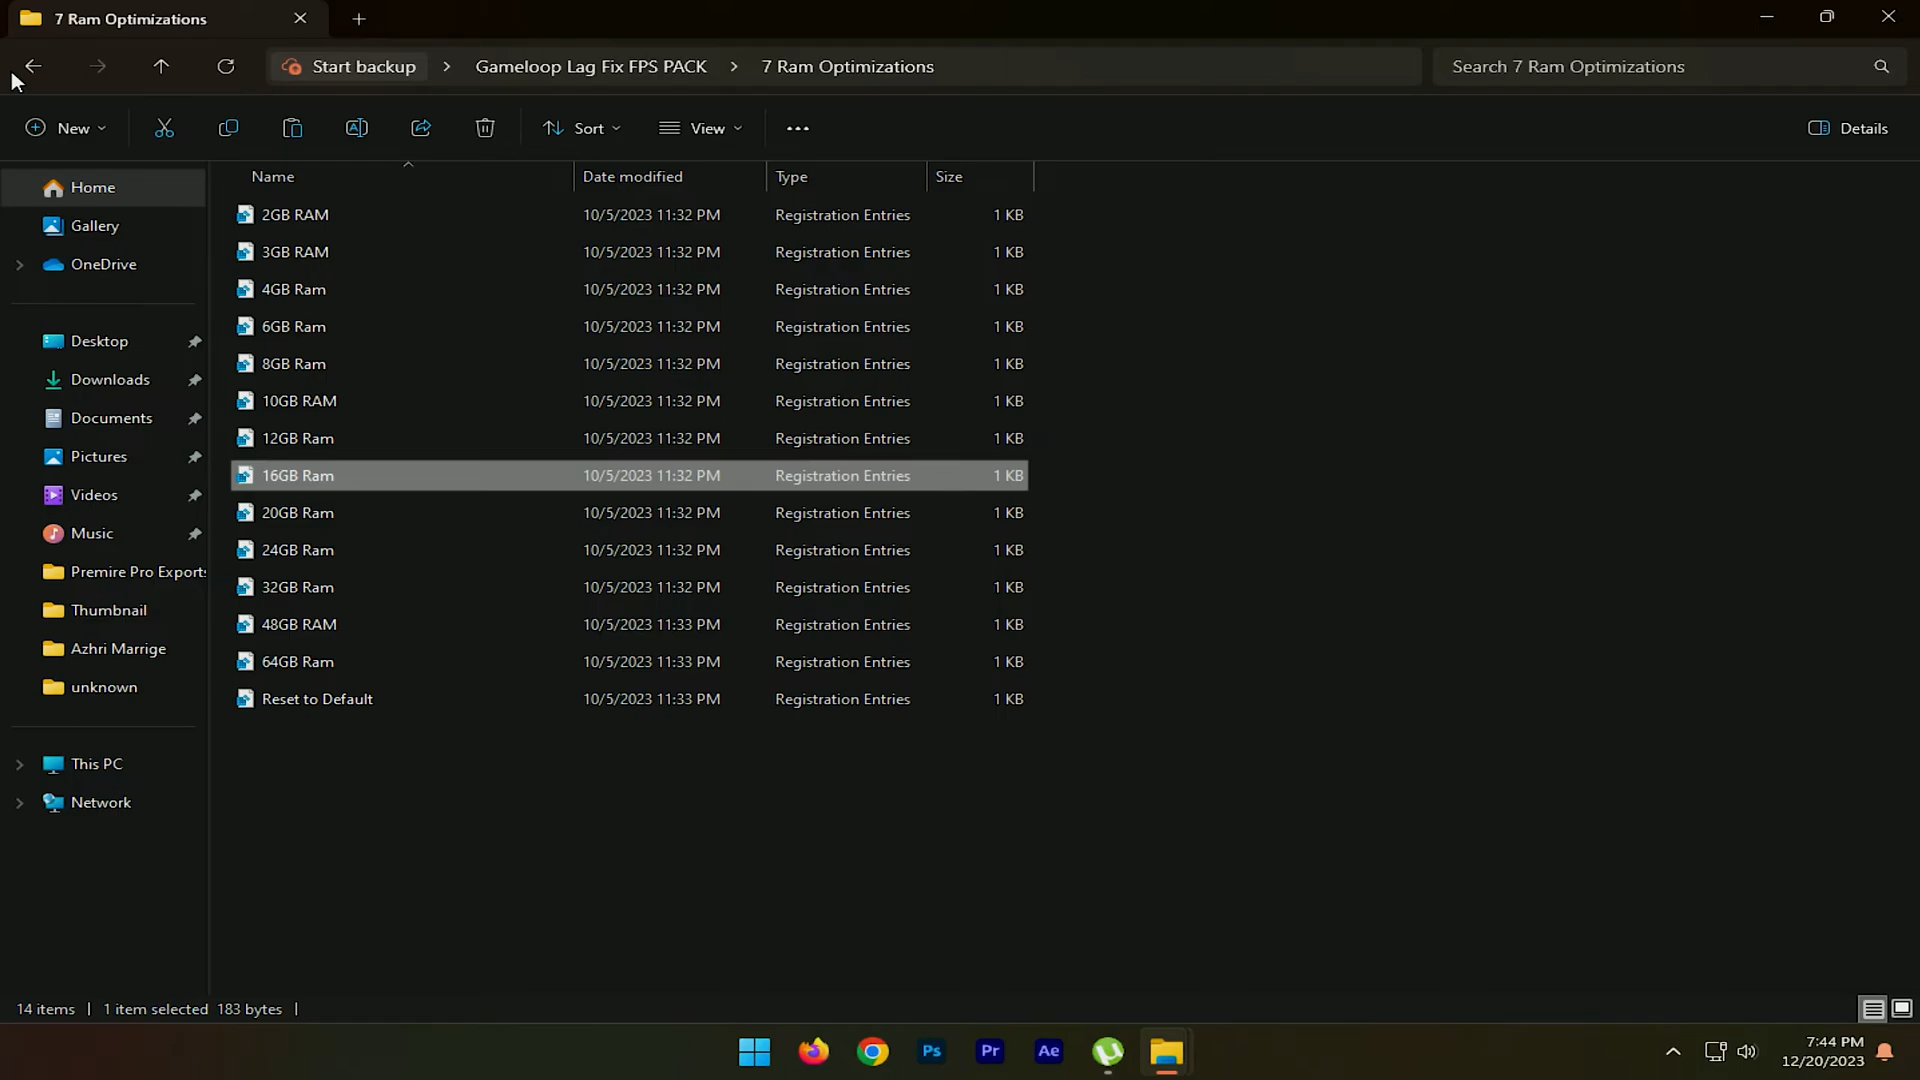 7 Ram Optimizations
Start backup > Gameloop Lag Fix FPS PACK > 7 Ram Optimizations
Search 7 Ram Optimizations
New
Sort
View
Details
Home
Gallery
OneDrive
Desktop
Downloads
Documents
Pictures
Videos
Music
Premire Pro Exports
Thumbnail
Azhri Marrige
unknown
This PC
Network
Name Date modified Type Size
2GB RAM 10/5/2023 11:32 PM Registration Entries 1 KB
3GB RAM 10/5/2023 11:32 PM Registration Entries 1 KB
4GB Ram 10/5/2023 11:32 PM Registration Entries 1 KB
6GB Ram 10/5/2023 11:32 PM Registration Entries 1 KB
8GB Ram 10/5/2023 11:32 PM Registration Entries 1 KB
10GB RAM 10/5/2023 11:32 PM Registration Entries 1 KB
12GB Ram 10/5/2023 11:32 PM Registration Entries 1 KB
16GB Ram 10/5/2023 11:32 PM Registration Entries 1 KB
20GB Ram 10/5/2023 11:32 PM Registration Entries 1 KB
24GB Ram 10/5/2023 11:32 PM Registration Entries 1 KB
32GB Ram 10/5/2023 11:32 PM Registration Entries 1 KB
48GB RAM 10/5/2023 11:33 PM Registration Entries 1 KB
64GB Ram 10/5/2023 11:33 PM Registration Entries 1 KB
Reset to Default 10/5/2023 11:33 PM Registration Entries 1 KB
14 items | 1 item selected 183 bytes |
Ps
Pr
Ae
7:44 PM
12/20/2023